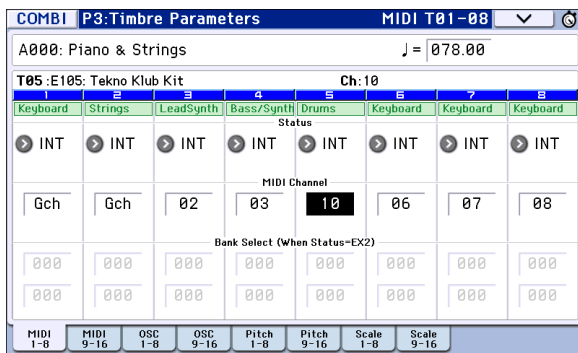 COMBI P3:Timbre Parameters MIDI T01-08
A000: Piano & Strings ♩= 078.00
T05 :E105: Tekno Klub Kit Ch:10
1 2 3 4 5 6 7 8
Keyboard Strings LeadSynth Bass/Synth Drums Keyboard Keyboard Keyboard
Status
INT INT INT INT INT INT INT INT
MIDI Channel
Gch Gch 02 03 10 06 07 08
Bank Select (When Status=EX2)
000 000 000 000 000 000 000 000
000 000 000 000 000 000 000 000
MIDI 1-8 MIDI 9-16 OSC 1-8 OSC 9-16 Pitch 1-8 Pitch 9-16 Scale 1-8 Scale 9-16